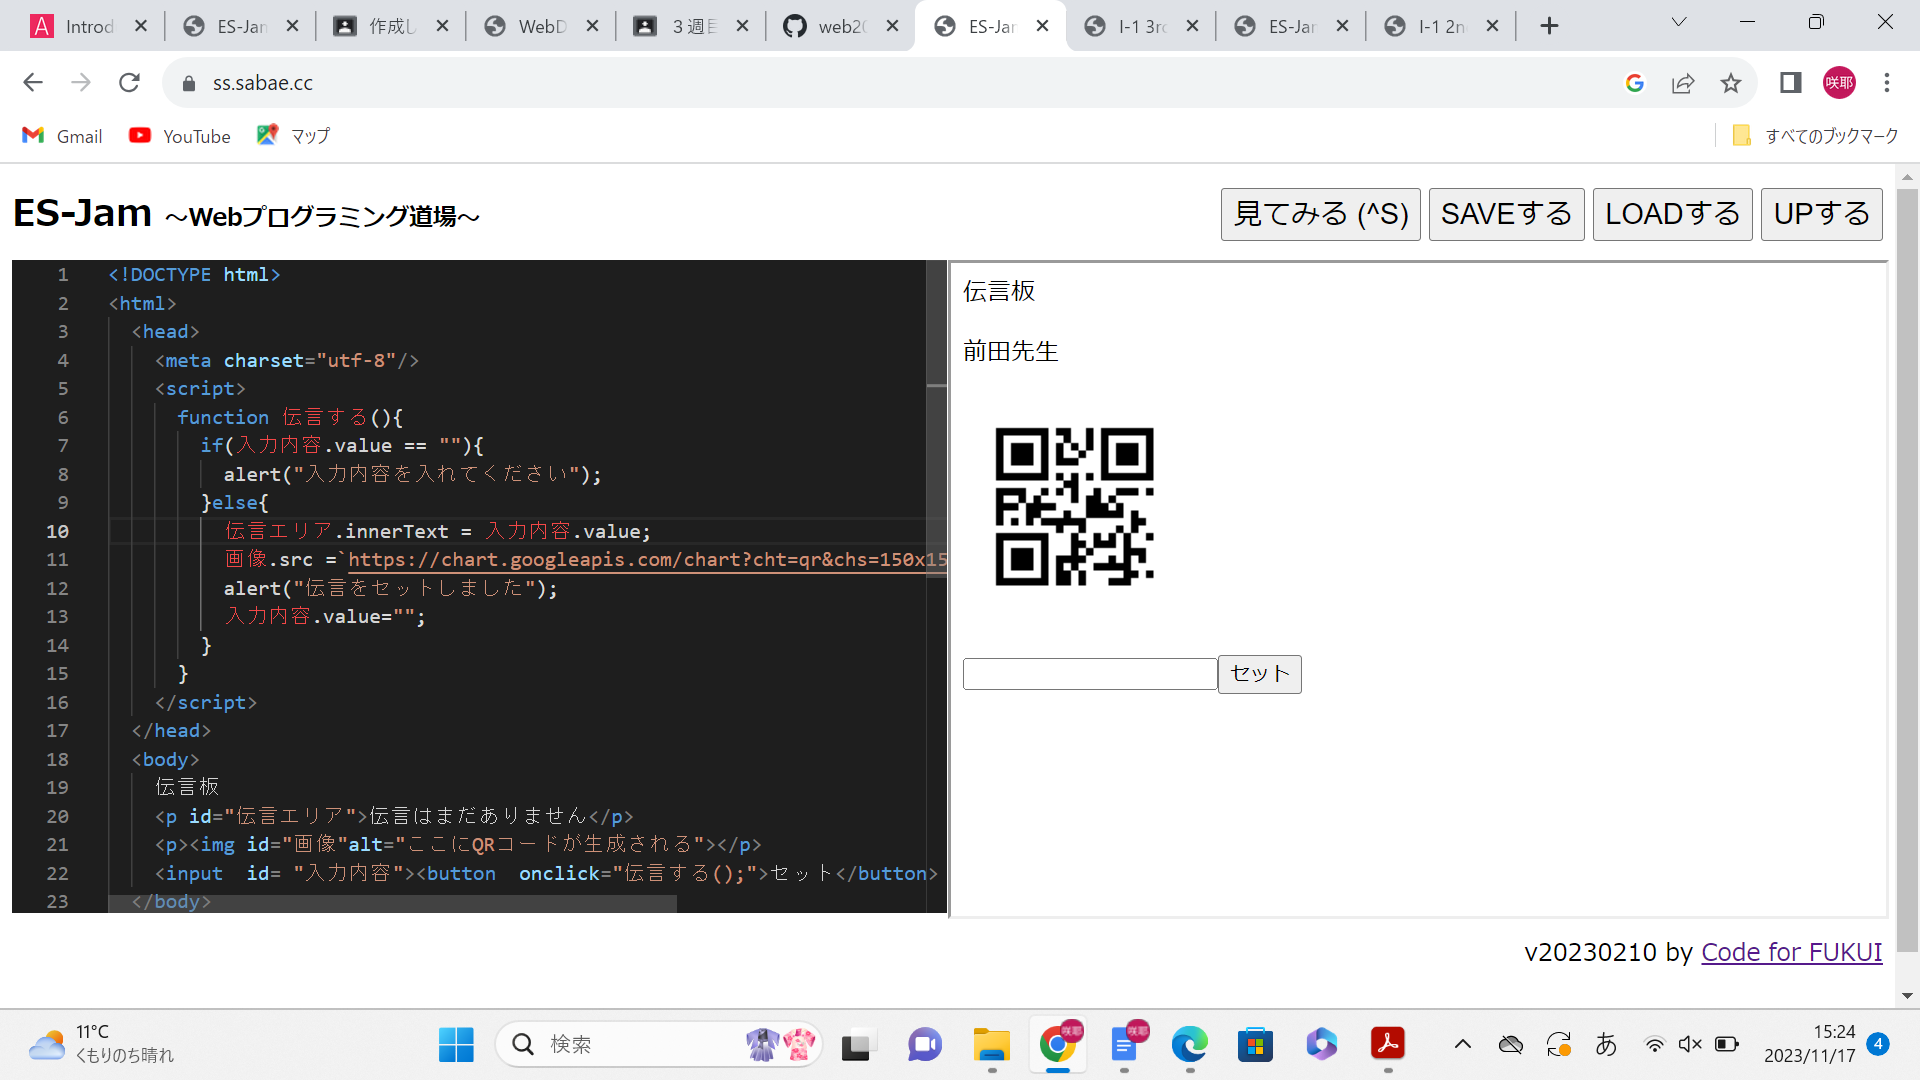 Introd
ES-Jar
作成し
WebD
３週目
web20
ES-Jar
I-1 3rd
ES-Jar
I-1 2n
ss.sabae.cc
咲耶
Gmail
YouTube
マップ
すべてのブックマーク
ES-Jam ～Webプログラミング道場～
見てみる (^S)
SAVEする
LOADする
UPする
1 <!DOCTYPE html>
2 <html>
3 <head>
4 <meta charset="utf-8"/>
5 <script>
6 function 伝言する(){
7 if(入力内容.value == ""){
8 alert("入力内容を入れてください");
9 }else{
10 伝言エリア.innerText = 入力内容.value;
11 画像.src =`https://chart.googleapis.com/chart?cht=qr&chs=150x15
12 alert("伝言をセットしました");
13 入力内容.value="";
14 }
15 }
16 </script>
17 </head>
18 <body>
19 伝言板
20 <p id="伝言エリア">伝言はまだありません</p>
21 <p><img id="画像"alt="ここにQRコードが生成される"></p>
22 <input  id= "入力内容"><button  onclick="伝言する();">セット</button>
23 </body>
伝言板
前田先生
セット
v20230210 by Code for FUKUI
11°C
くもりのち晴れ
検索
咲耶
咲耶
あ
15:24
2023/11/17
4